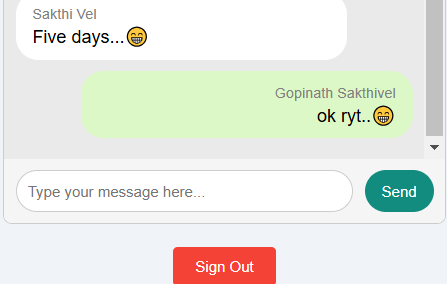 Sakthi Vel
Five days...😁
Gopinath Sakthivel
ok ryt..😁
Type your message here...
Send
Sign Out